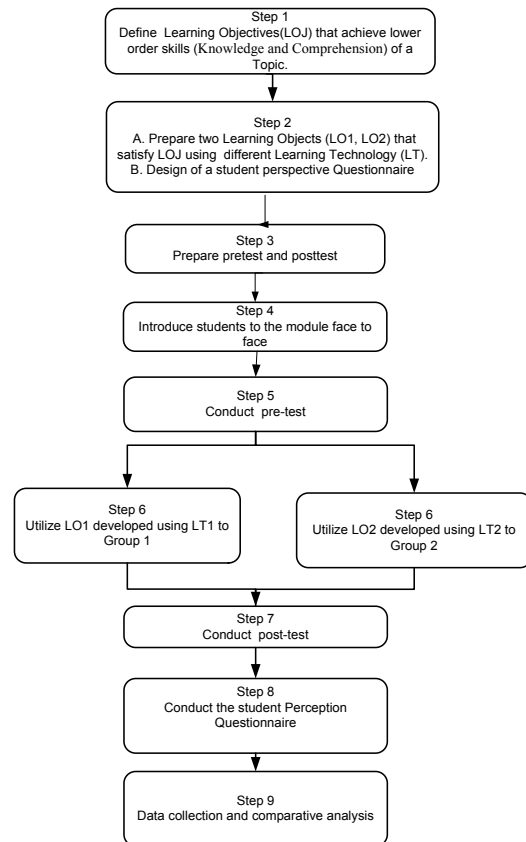 Step 1
Define Learning Objectives(LOJ) that achieve lower
order skills (Knowledge and Comprehension) of a
Topic.
Step 2
A. Prepare two Learning Objects (LO1, LO2) that
satisfy LOJ using different Learning Technology (LT).
B. Design of a student perspective Questionnaire
Step 3
Prepare pretest and posttest
Step 4
Introduce students to the module face to
face
Step 5
Conduct pre-test
Step 6
Utilize LO1 developed using LT1 to
Group 1
Step 6
Utilize LO2 developed using LT2 to
Group 2
Step 7
Conduct post-test
Step 8
Conduct the student Perception
Questionnaire
Step 9
Data collection and comparative analysis